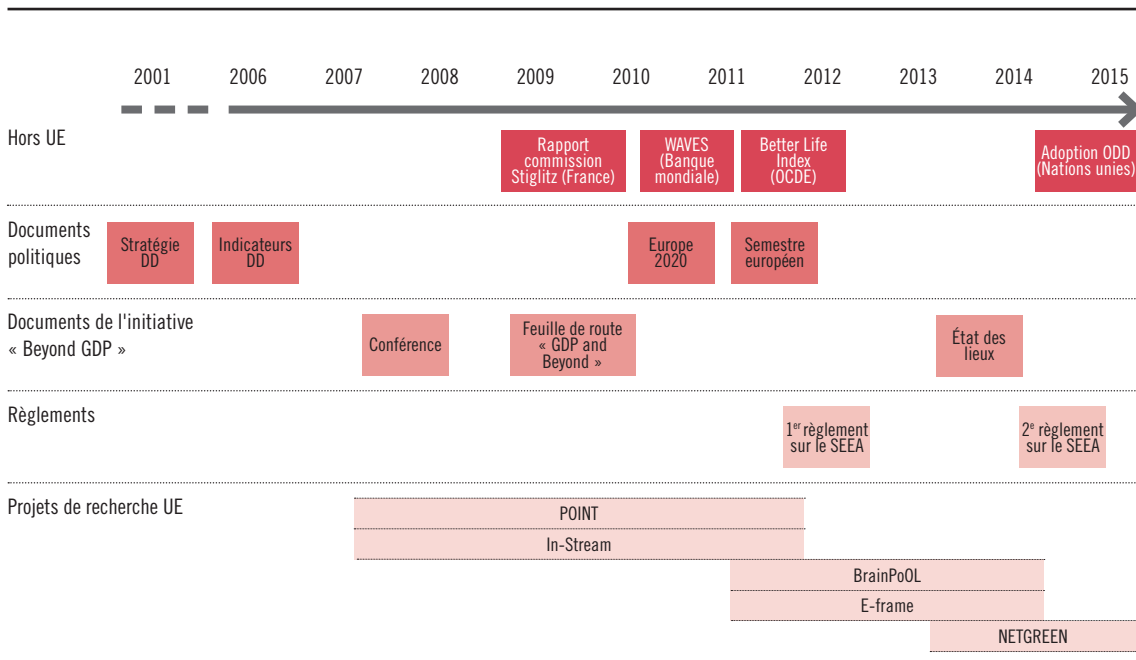 2001 2006 2007 2008 2009 2010 2011 2012 2013 2014 2015
Hors UE
Rapport
commission
Stiglitz (France)
WAVES
(Banque
mondiale)
Better Life
Index
(OCDE)
Adoption ODD
(Nations unies)
Documents
politiques
Stratégie
DD
Indicateurs
DD
Europe
2020
Semestre
européen
Documents de l'initiative
« Beyond GDP »
Conférence
Feuille de route
« GDP and
Beyond »
État des
lieux
Règlements
1er règlement
sur le SEEA
2e règlement
sur le SEEA
Projets de recherche UE
POINT
In-Stream
BrainPoOL
E-frame
NETGREEN